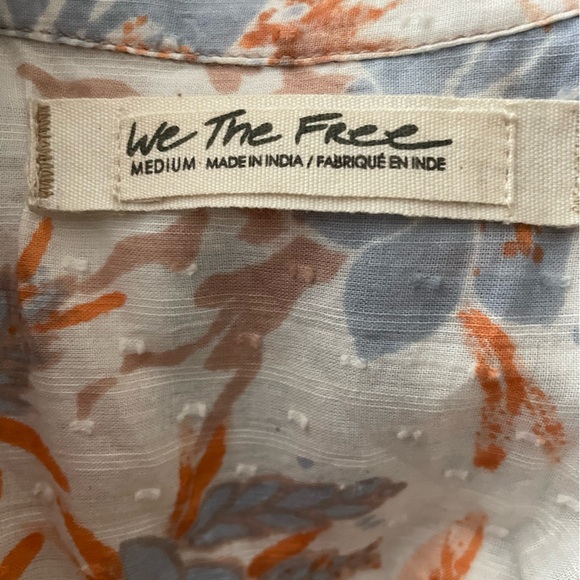 We The Free
MEDIUM MADE IN INDIA / FABRIQUÉ EN INDE